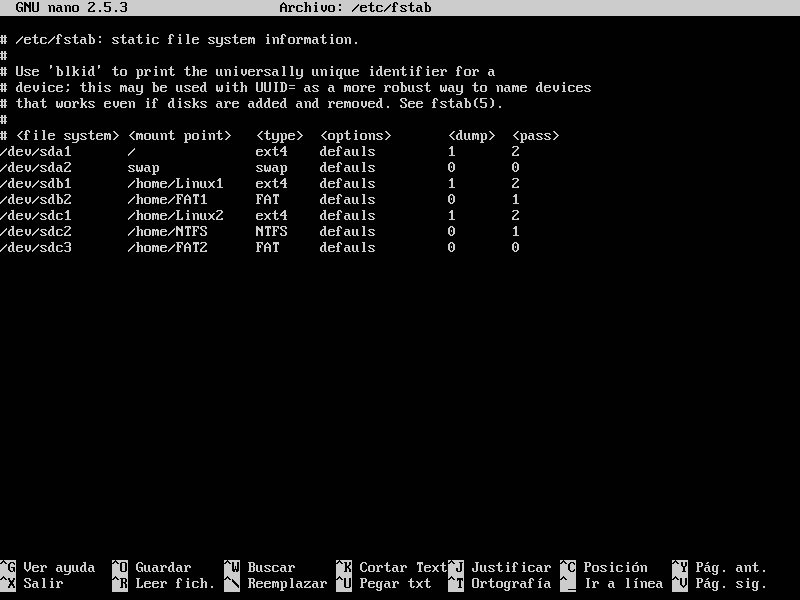 GNU nano 2.5.3 Archivo: /etc/fstab
# /etc/fstab: static file system information.
#
# Use 'blkid' to print the universally unique identifier for a
# device; this may be used with UUID= as a more robust way to name devices
# that works even if disks are added and removed. See fstab(5).
#
# <file system> <mount point> <type> <options> <dump> <pass>
/dev/sda1 / ext4 defauls 1 2
/dev/sda2 swap swap defauls 0 0
/dev/sdb1 /home/Linux1 ext4 defauls 1 2
/dev/sdb2 /home/FAT1 FAT defauls 0 1
/dev/sdc1 /home/Linux2 ext4 defauls 1 2
/dev/sdc2 /home/NTFS NTFS defauls 0 1
/dev/sdc3 /home/FAT2 FAT defauls 0 0
^G Ver ayuda ^O Guardar ^W Buscar ^K Cortar Text ^J Justificar ^C Posición ^Y Pág. ant.
^X Salir ^R Leer fich. ^\ Reemplazar ^U Pegar txt ^T Ortografía ^_ Ir a línea ^V Pág. sig.